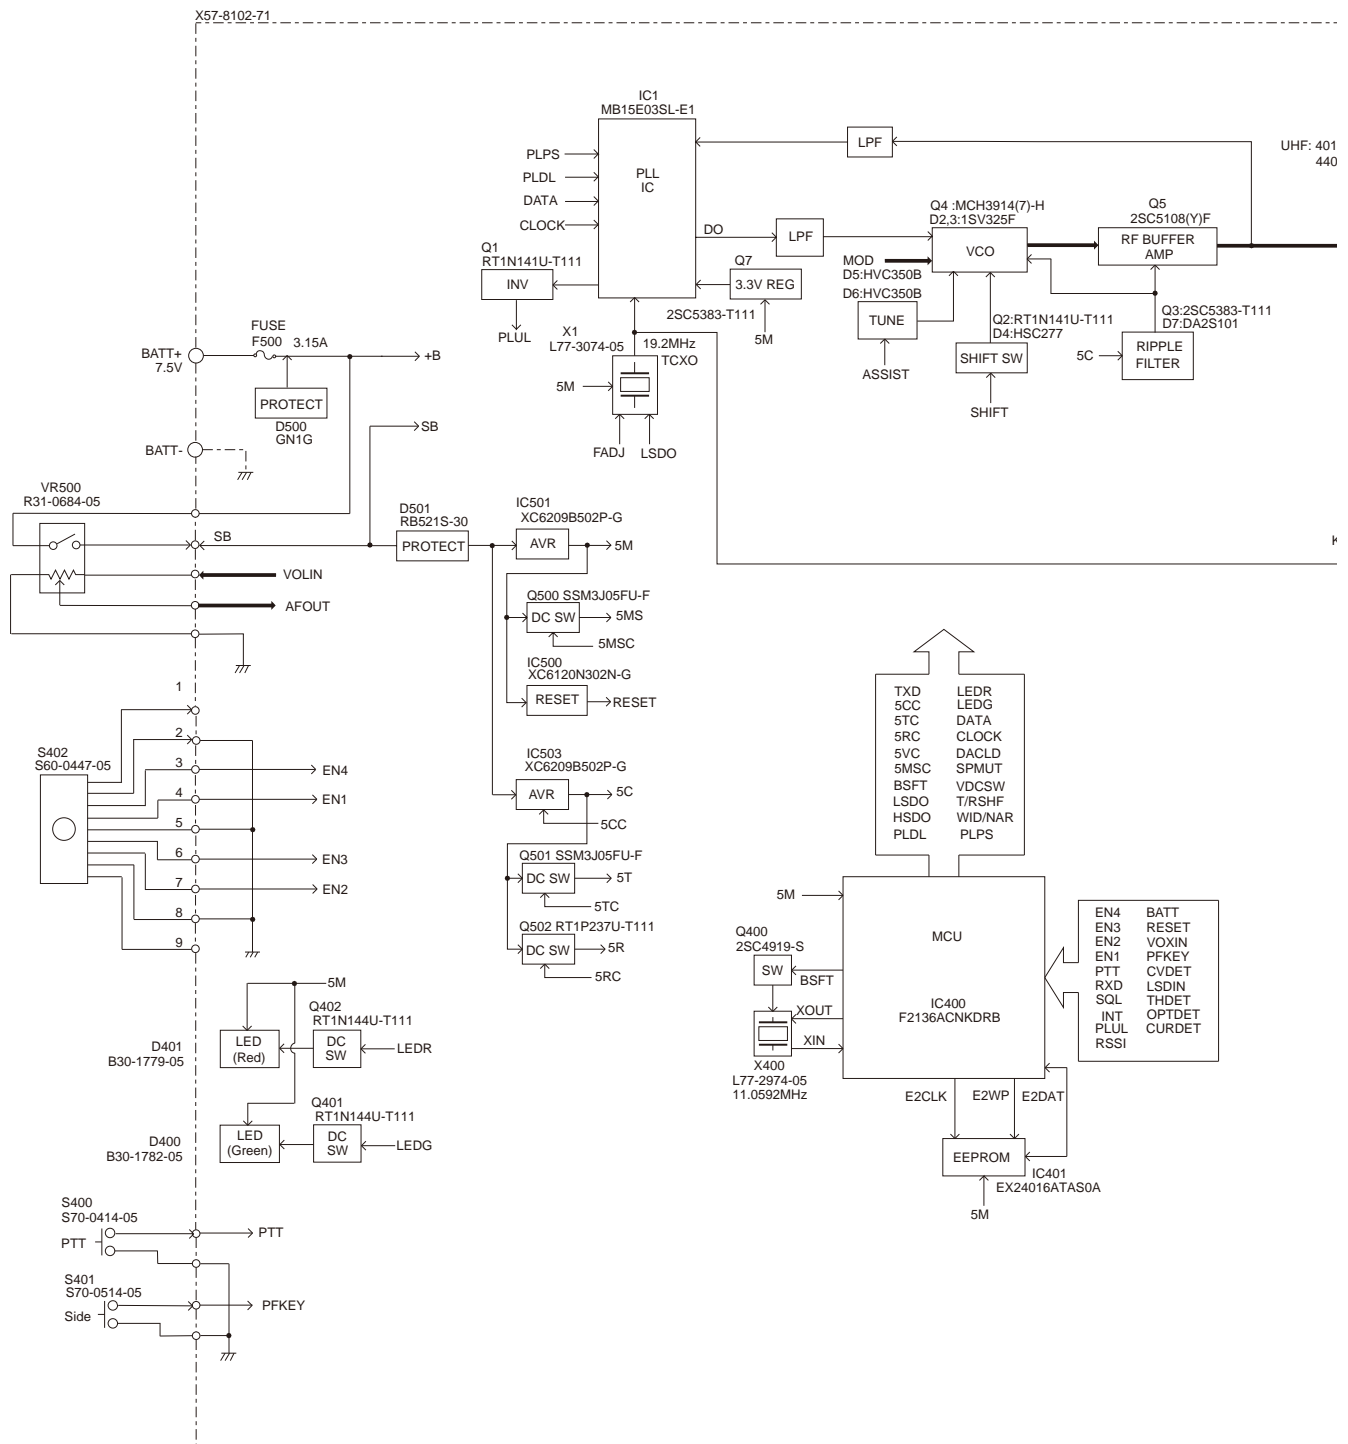 X57-8102-71
IC1
MB15E03SL-E1
PLL
IC
PLPS
PLDL
DATA
CLOCK
LPF
UHF: 401
440
DO
LPF
Q4 :MCH3914(7)-H
D2,3:1SV325F
VCO
Q5
2SC5108(Y)F
RF BUFFER
AMP
Q1
RT1N141U-T111
INV
PLUL
Q7
3.3V REG
2SC5383-T111
5M
MOD
D5:HVC350B
D6:HVC350B
TUNE
ASSIST
Q2:RT1N141U-T111
D4:HSC277
SHIFT SW
SHIFT
Q3:2SC5383-T111
D7:DA2S101
RIPPLE
FILTER
5C
X1
L77-3074-05
19.2MHz
TCXO
5M
FADJ
LSDO
FUSE
F500
3.15A
BATT+
7.5V
+B
PROTECT
D500
GN1G
SB
BATT-
VR500
R31-0684-05
SB
D501
RB521S-30
PROTECT
IC501
XC6209B502P-G
AVR
5M
K
VOLIN
AFOUT
Q500 SSM3J05FU-F
DC SW
5MS
5MSC
IC500
XC6120N302N-G
RESET
RESET
IC503
XC6209B502P-G
AVR
5C
5CC
Q501 SSM3J05FU-F
DC SW
5T
5TC
Q502 RT1P237U-T111
DC SW
5R
5RC
S402
S60-0447-05
1
2
3
EN4
4
EN1
5
6
EN3
7
EN2
8
9
TXD LEDR
5CC LEDG
5TC DATA
5RC CLOCK
5VC DACLD
5MSC SPMUT
BSFT VDCSW
LSDO T/RSHF
HSDO WID/NAR
PLDL PLPS
5M
MCU
IC400
F2136ACNKDRB
Q400
2SC4919-S
SW
BSFT
XOUT
XIN
X400
L77-2974-05
11.0592MHz
EN4 BATT
EN3 RESET
EN2 VOXIN
EN1 PFKEY
PTT CVDET
RXD LSDIN
SQL THDET
INT OPTDET
PLUL CURDET
RSSI
E2CLK
E2WP
E2DAT
EEPROM
IC401
EX24016ATAS0A
5M
5M
Q402
RT1N144U-T111
D401
B30-1779-05
LED
(Red)
DC
SW
LEDR
Q401
RT1N144U-T111
D400
B30-1782-05
LED
(Green)
DC
SW
LEDG
S400
S70-0414-05
PTT
PTT
S401
S70-0514-05
Side
PFKEY